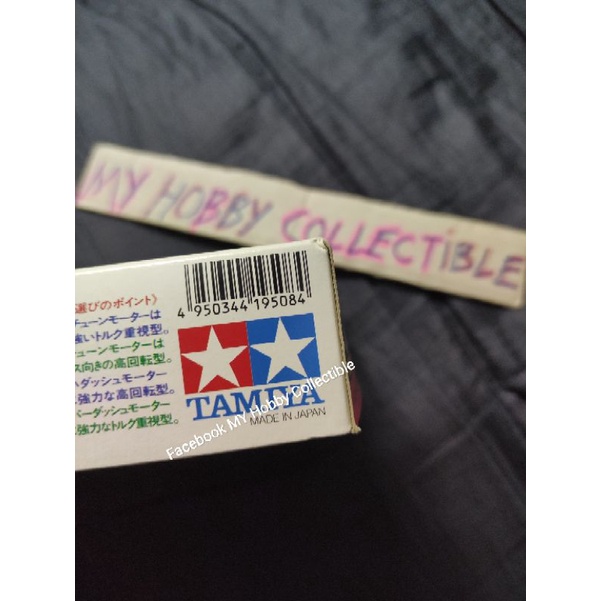 MY HOBBY COLLECTIBLE
4 950344 195084
選びのポイント》
チューンモーターは
強いトルク重視型。
ューンモーターは
ス向きの高回転型。
ダッシュモーター
強力な高回転型。
ーダッシュモーター
強力なトルク重視型。
TAMIYA
MADE IN JAPAN
Facebook MY Hobby Collectible